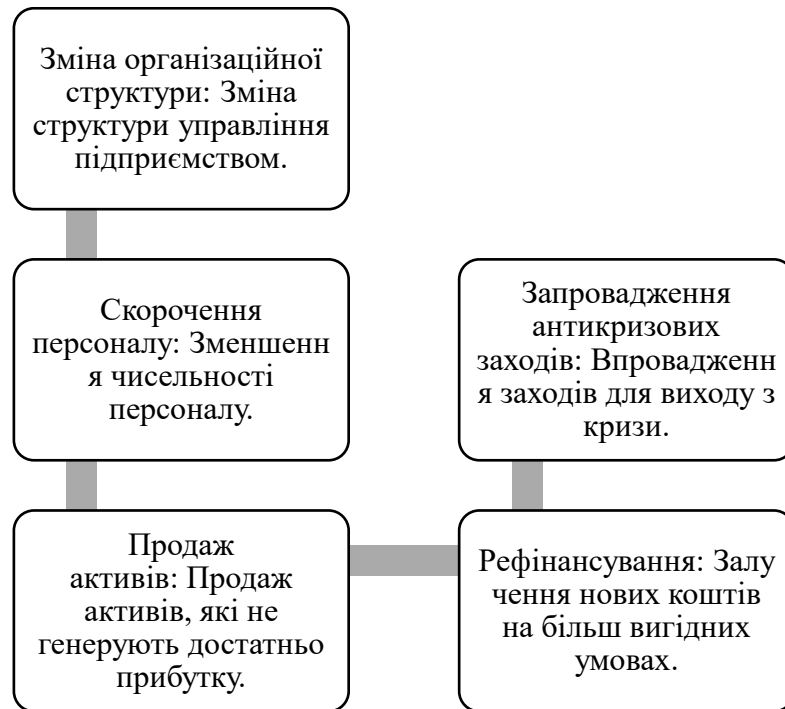 Зміна організаційної
структури: Зміна
структури управління
підприємством.
Скорочення
персоналу: Зменшенн
я чисельності
персоналу.
Продаж
активів: Продаж
активів, які не
генерують достатньо
прибутку.
Рефінансування: Залу
чення нових коштів
на більш вигідних
умовах.
Запровадження
антикризових
заходів: Впровадженн
я заходів для виходу з
кризи.